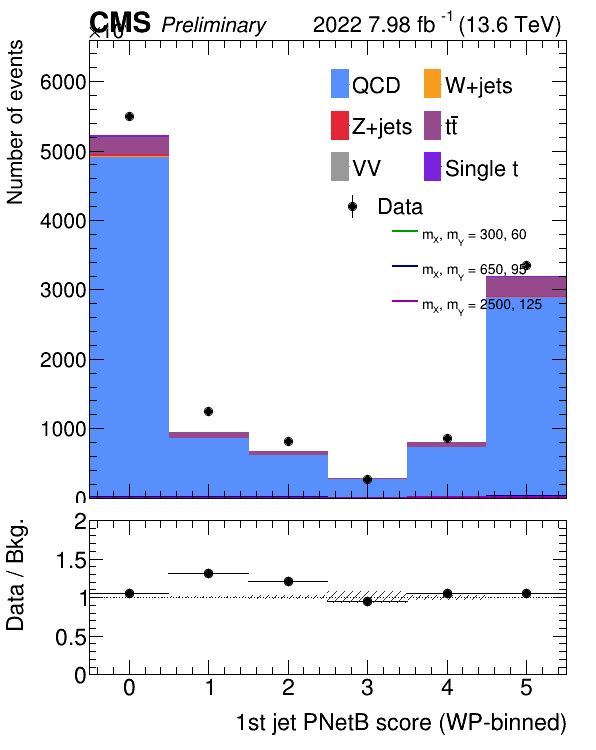 CMS Preliminary 2022 7.98 fb⁻¹ (13.6 TeV)
Number of events
6000
5000
4000
3000
2000
1000
0
QCD W+jets
Z+jets tt̄
VV Single t
Data
m_X, m_Y = 300, 60
m_X, m_Y = 650, 95
m_X, m_Y = 2500, 125
Data / Bkg.
2
1.5
1
0.5
0
0 1 2 3 4 5
1st jet PNetB score (WP-binned)